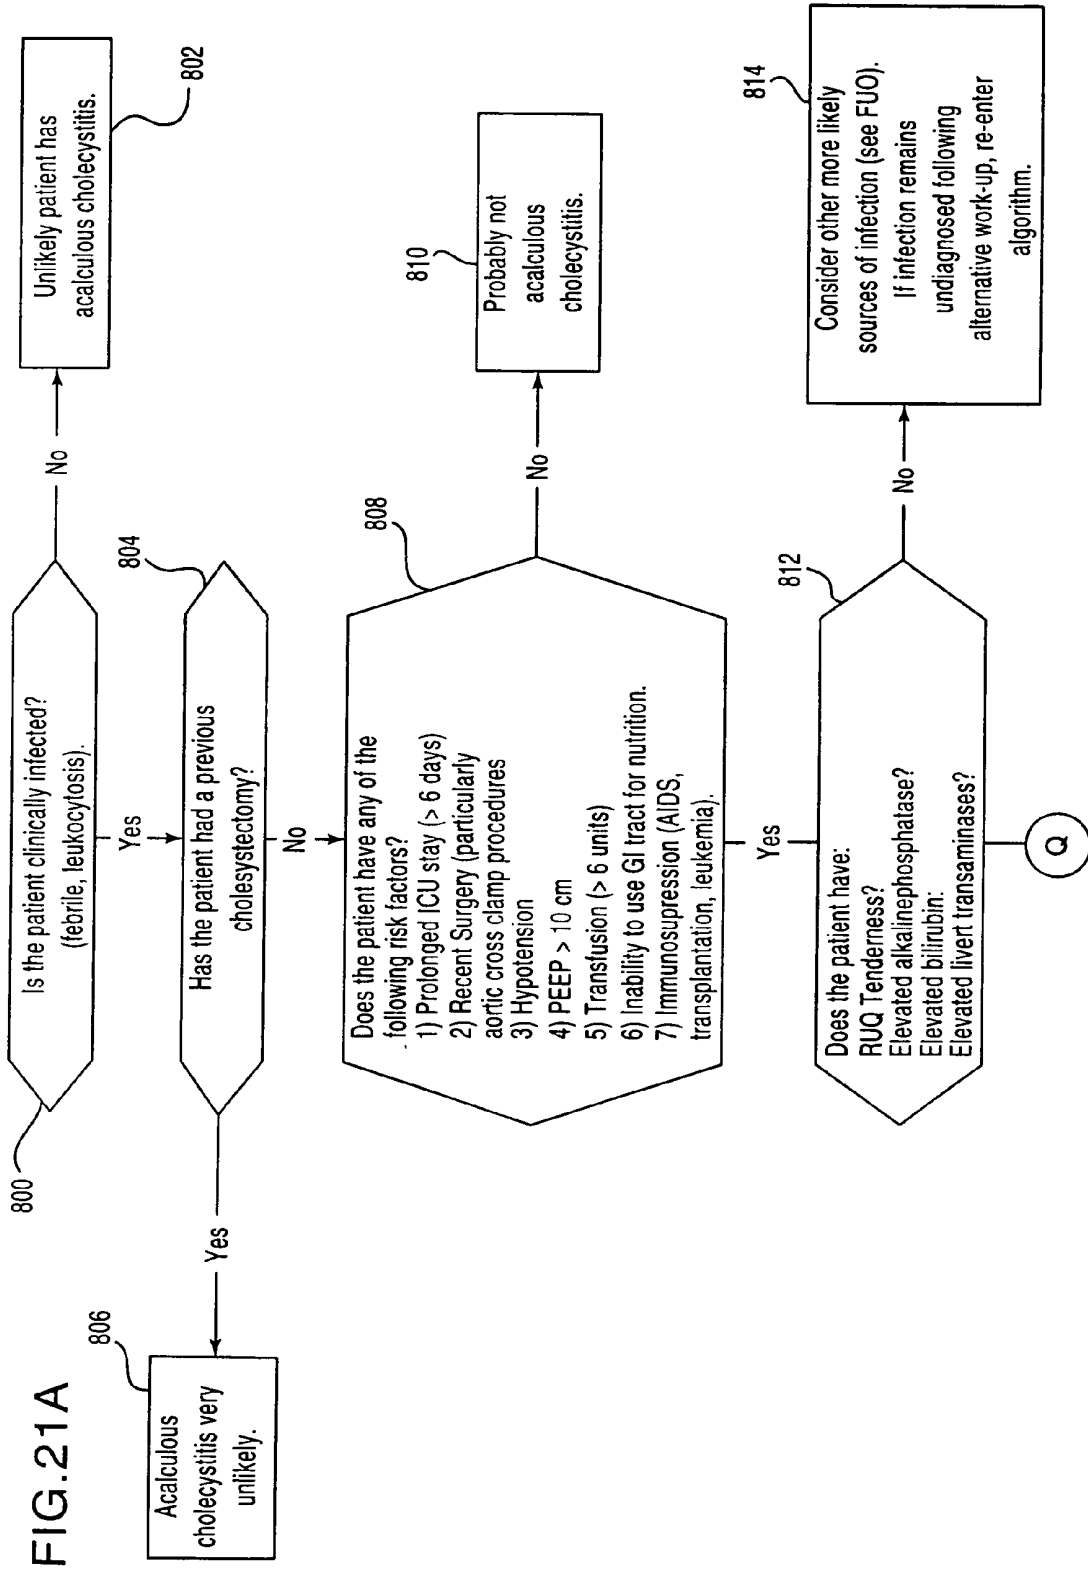 FIG.21A
800
Is the patient clinically infected?
(febrile, leukocytosis).
No
Unlikely patient has
acalculous cholecystitis.
802
Yes
804
Has the patient had a previous
cholesystectomy?
Yes
806
Acalculous
cholecystitis very
unlikely.
No
808
Does the patient have any of the
following risk factors?
1) Prolonged ICU stay (> 6 days)
2) Recent Surgery (particularly
aortic cross clamp procedures
3) Hypotension
4) PEEP > 10 cm
5) Transfusion (> 6 units)
6) Inability to use GI tract for nutrition.
7) Immunosupression (AIDS,
transplantation, leukemia).
No
810
Probably not
acalculous
cholecystitis.
Yes
812
Does the patient have:
RUQ Tenderness?
Elevated alkalinephosphatase?
Elevated bilirubin:
Elevated livert transaminases?
No
814
Consider other more likely
sources of infection (see FUO).
If infection remains
undiagnosed following
alternative work-up, re-enter
algorithm.
Q